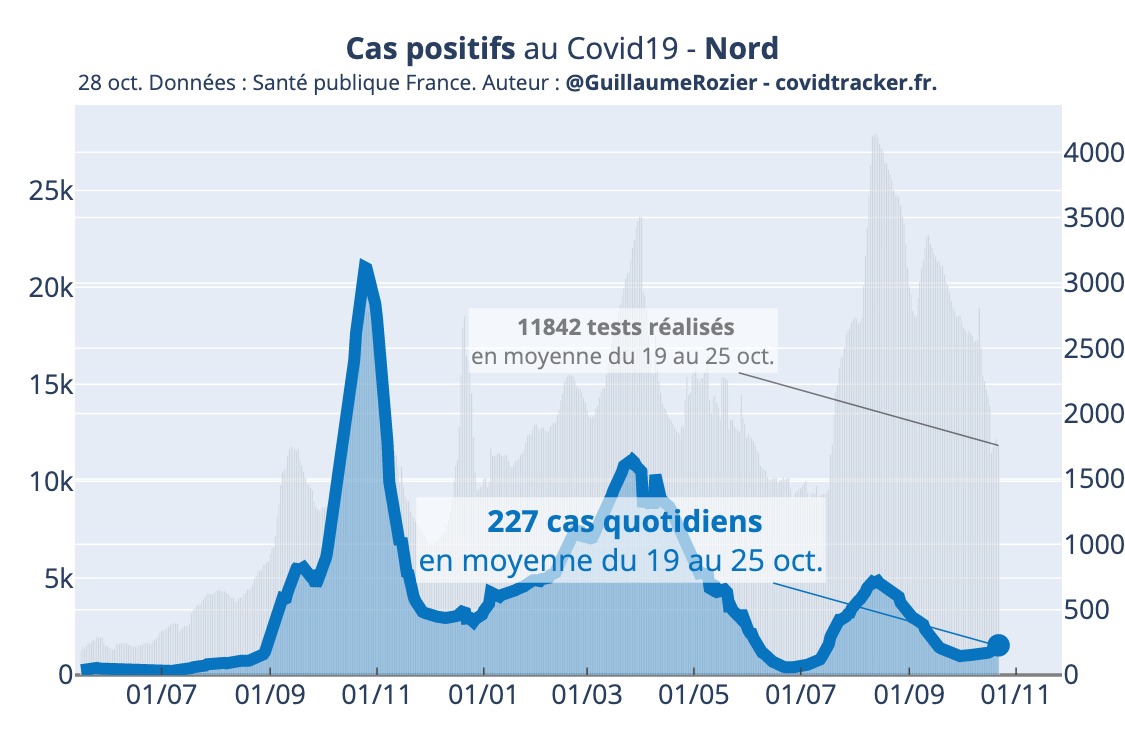 Cas positifs au Covid19 - Nord
28 oct. Données : Santé publique France. Auteur : @GuillaumeRozier - covidtracker.fr.
4000
25k
3500
20k
3000
11842 tests réalisés
en moyenne du 19 au 25 oct.
2500
15k
2000
10k
1500
227 cas quotidiens
en moyenne du 19 au 25 oct.
1000
5k
500
0
0
01/07 01/09 01/11 01/01 01/03 01/05 01/07 01/09 01/11